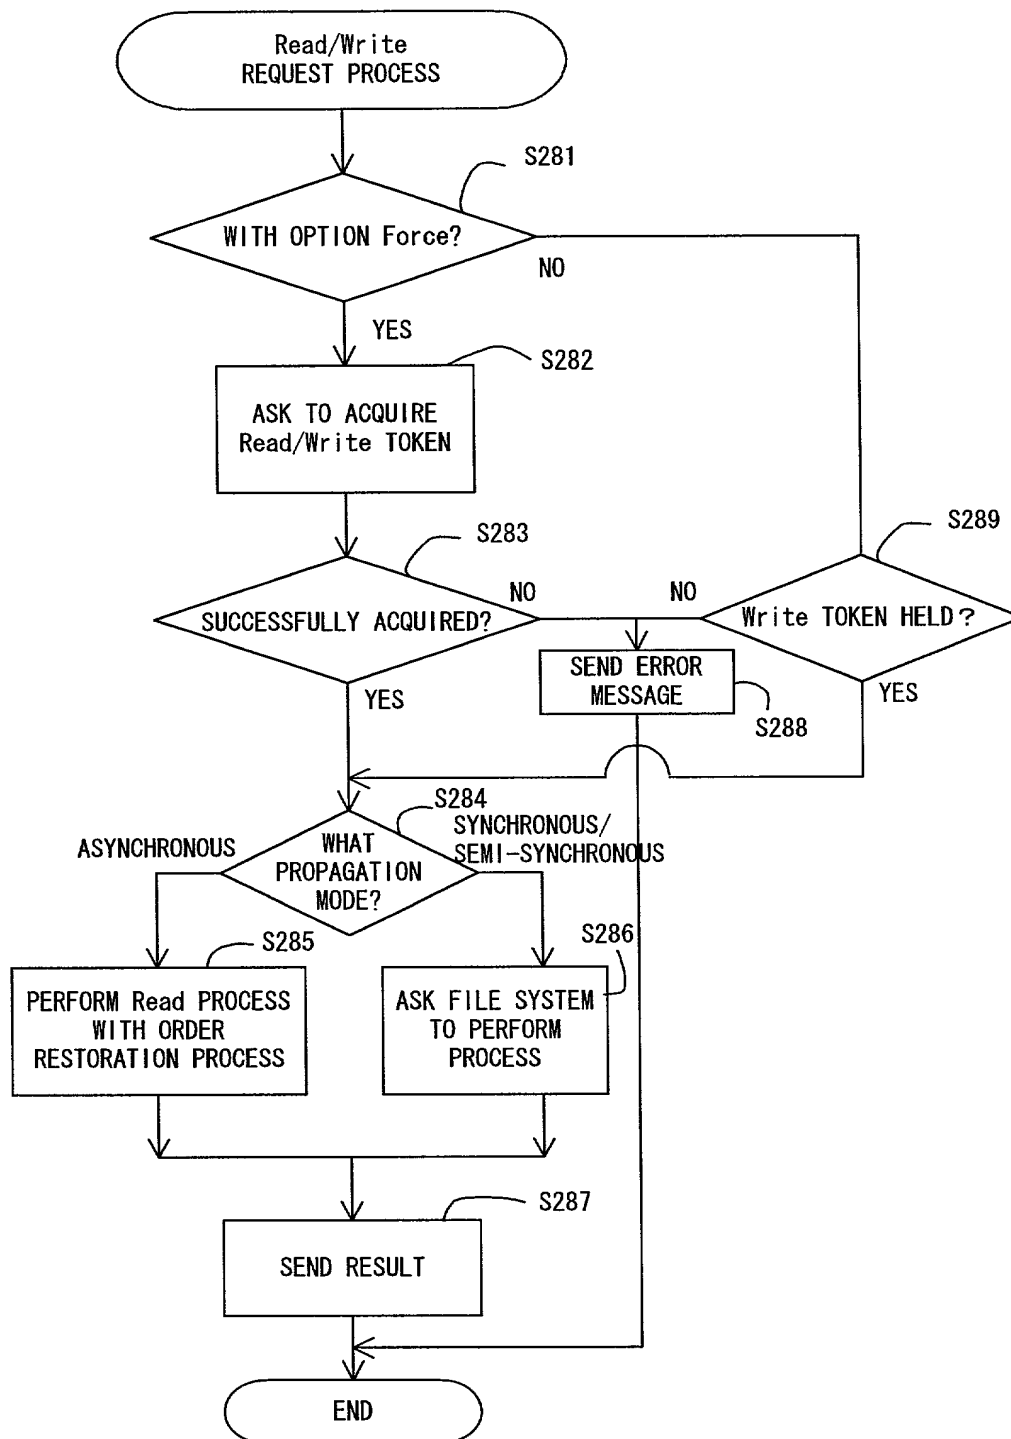 Read/Write
REQUEST PROCESS
S281
WITH OPTION Force?
NO
YES
S282
ASK TO ACQUIRE
Read/Write TOKEN
S283
S289
SUCCESSFULLY ACQUIRED?
NO
NO
Write TOKEN HELD?
SEND ERROR
MESSAGE
YES
YES
S288
S284
ASYNCHRONOUS
WHAT
PROPAGATION
MODE?
SYNCHRONOUS/
SEMI-SYNCHRONOUS
S285
S286
PERFORM Read PROCESS
WITH ORDER
RESTORATION PROCESS
ASK FILE SYSTEM
TO PERFORM
PROCESS
S287
SEND RESULT
END